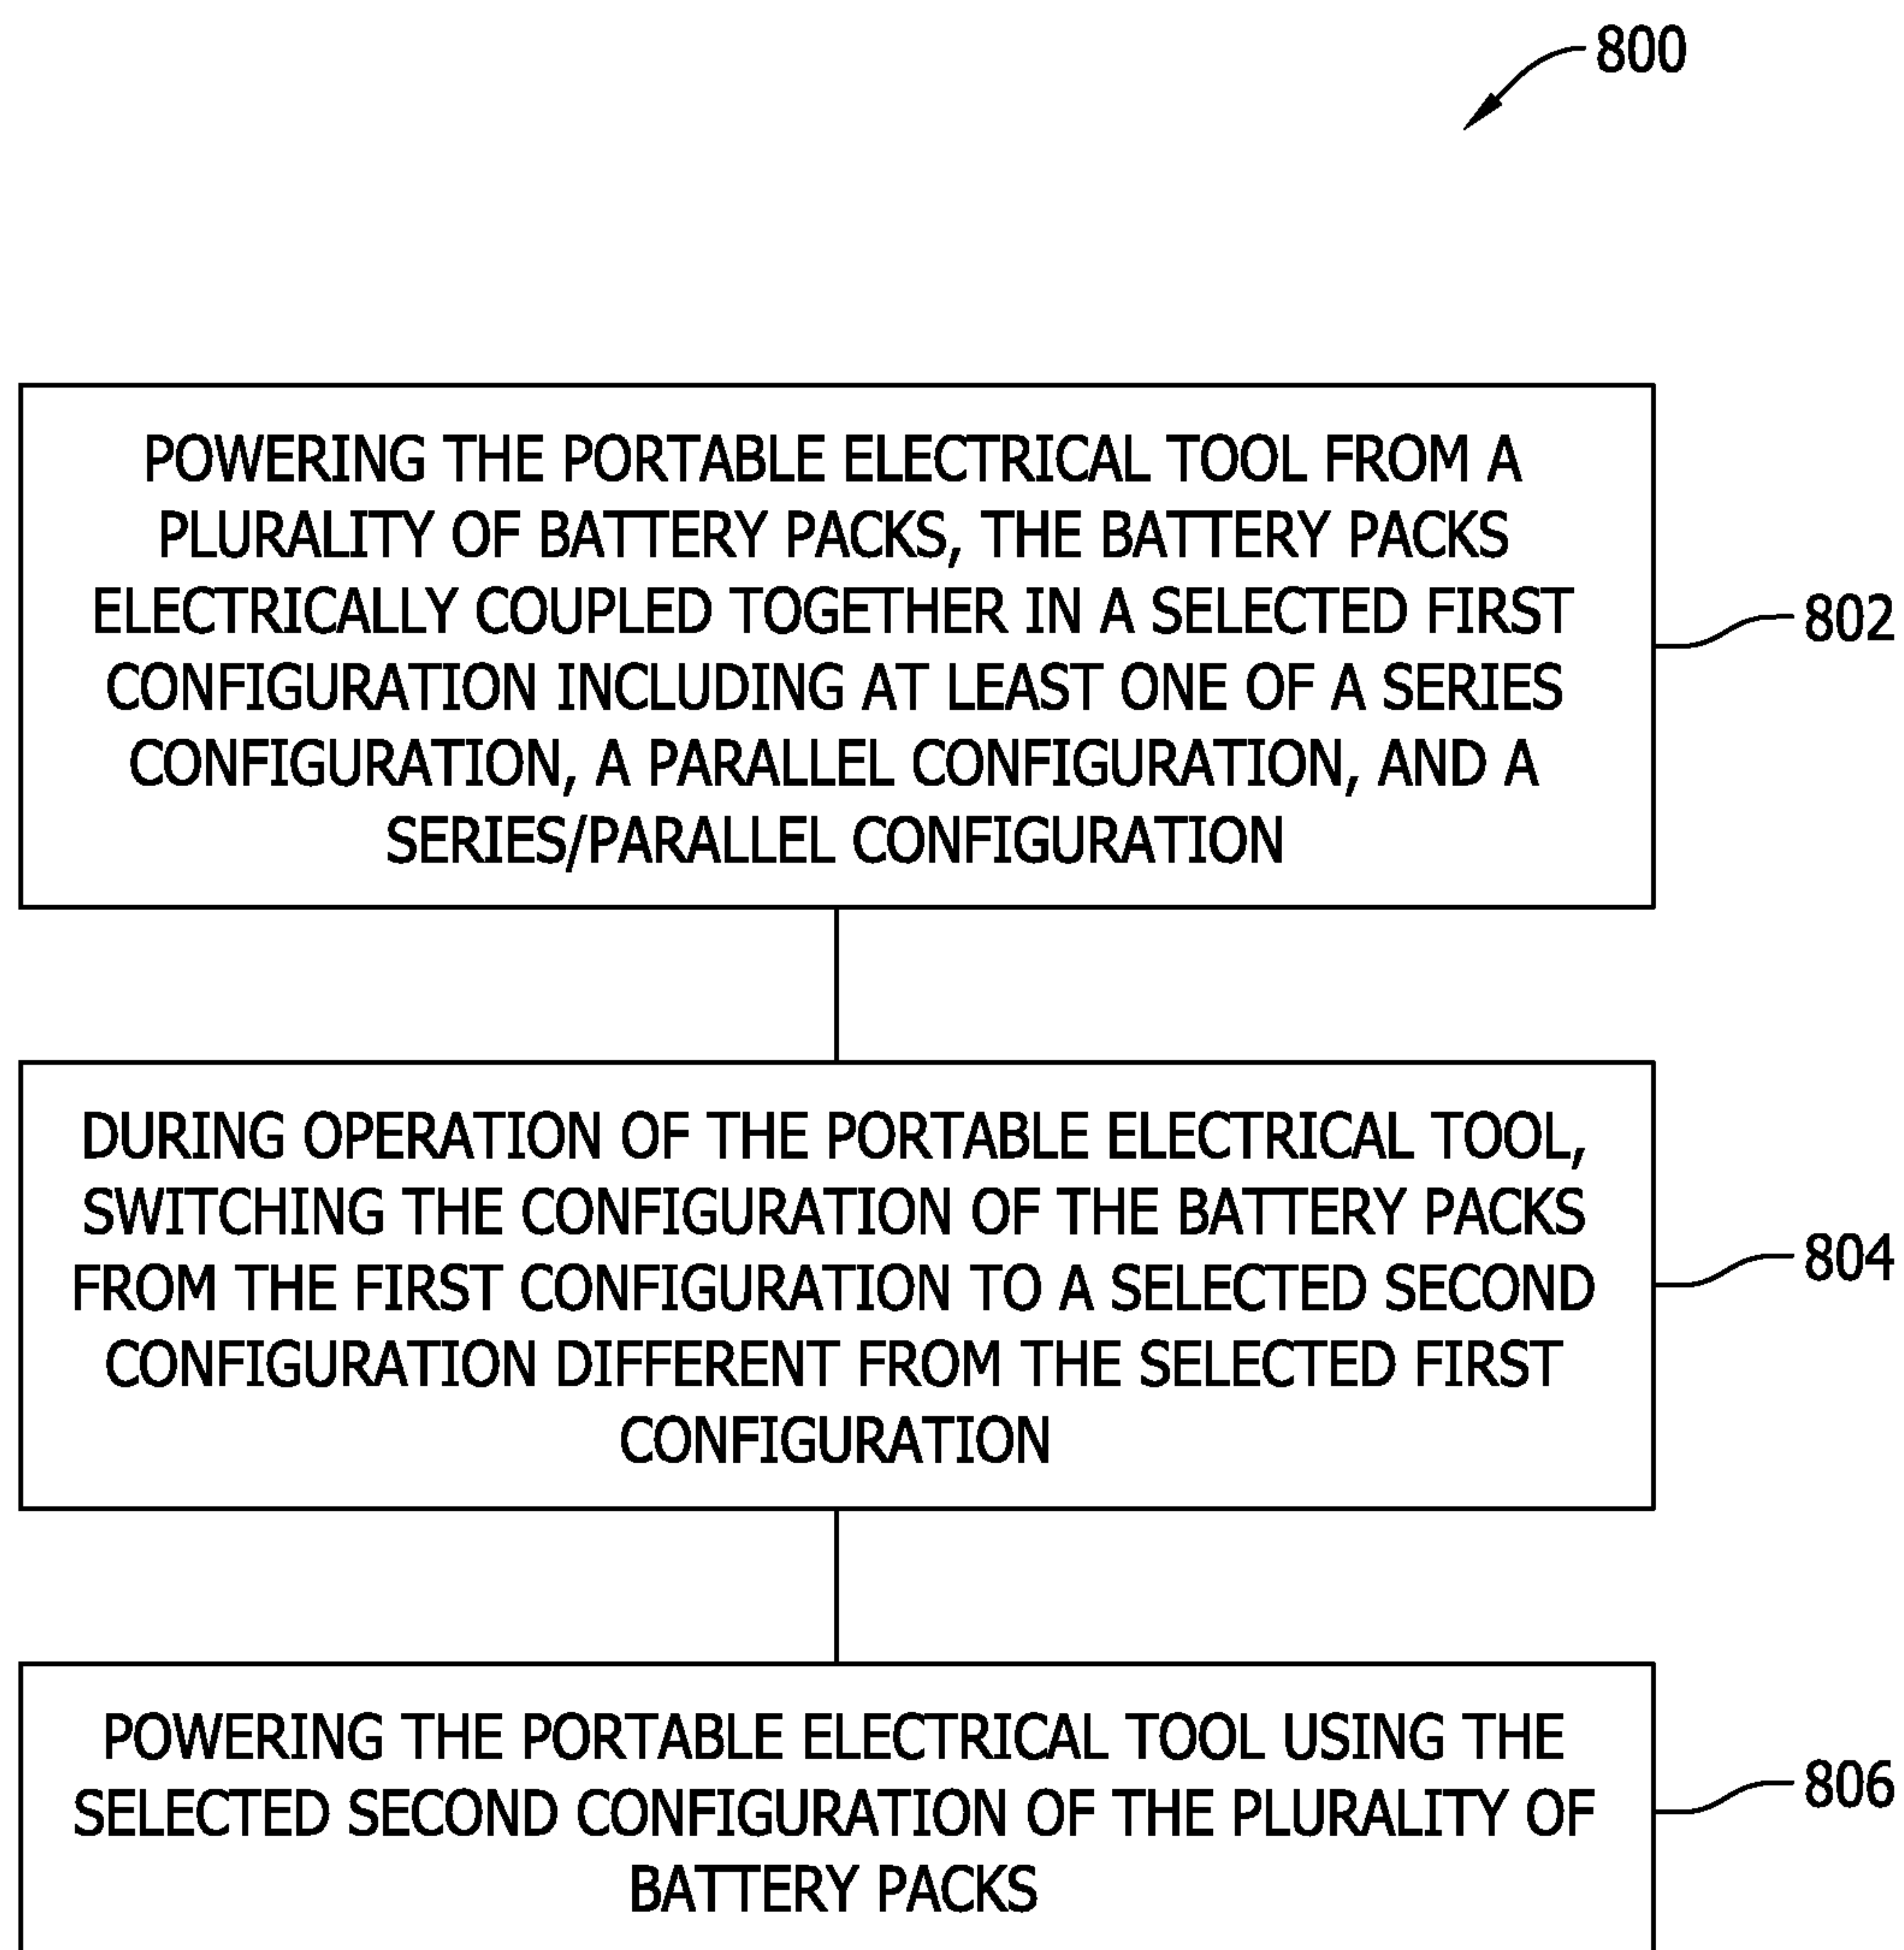 800
POWERING THE PORTABLE ELECTRICAL TOOL FROM A
PLURALITY OF BATTERY PACKS, THE BATTERY PACKS
ELECTRICALLY COUPLED TOGETHER IN A SELECTED FIRST
CONFIGURATION INCLUDING AT LEAST ONE OF A SERIES
CONFIGURATION, A PARALLEL CONFIGURATION, AND A
SERIES/PARALLEL CONFIGURATION
802
DURING OPERATION OF THE PORTABLE ELECTRICAL TOOL,
SWITCHING THE CONFIGURATION OF THE BATTERY PACKS
FROM THE FIRST CONFIGURATION TO A SELECTED SECOND
CONFIGURATION DIFFERENT FROM THE SELECTED FIRST
CONFIGURATION
804
POWERING THE PORTABLE ELECTRICAL TOOL USING THE
SELECTED SECOND CONFIGURATION OF THE PLURALITY OF
BATTERY PACKS
806